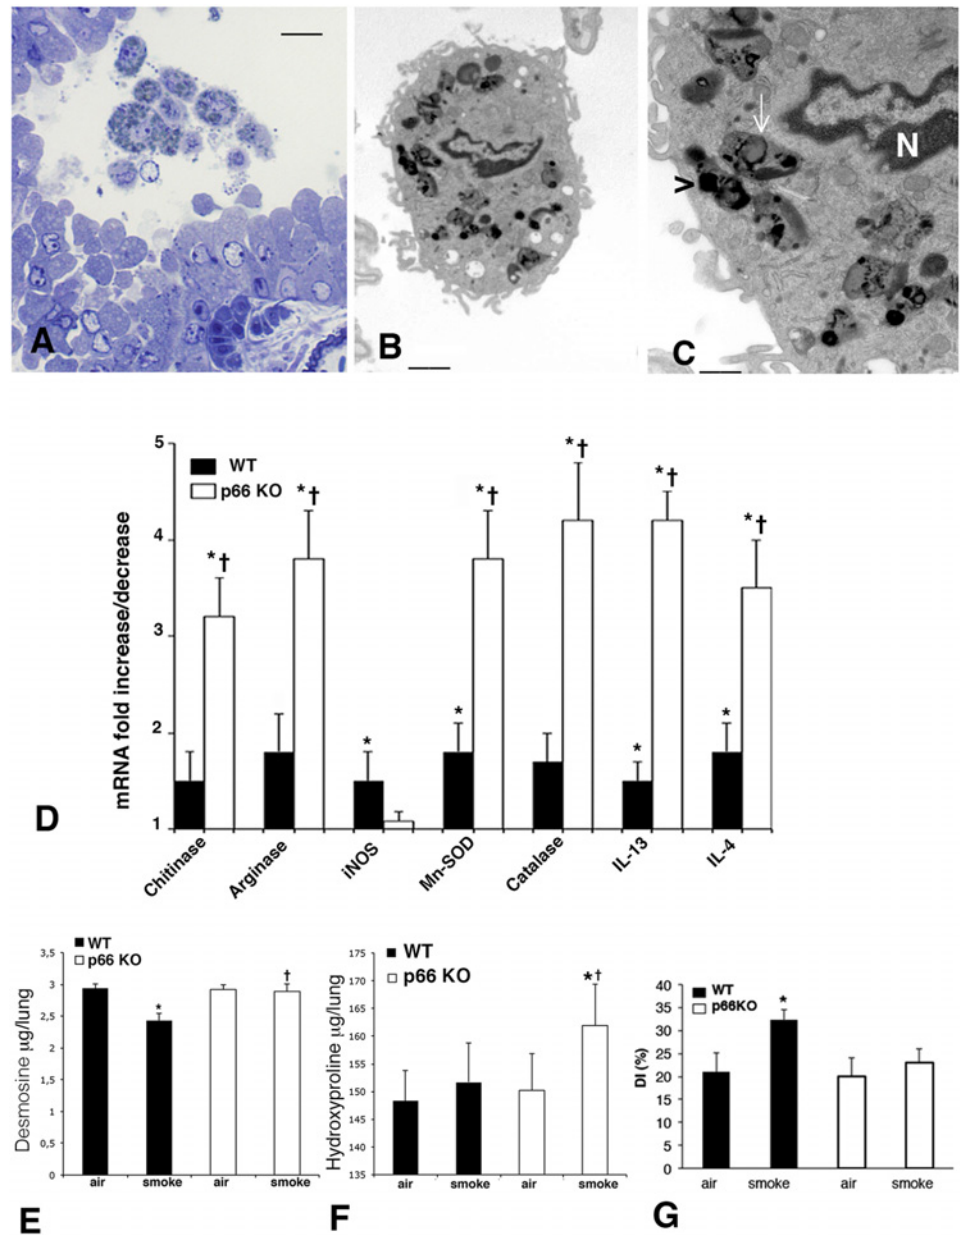 A
B
>
N
C
5
4
3
2
1
mRNA fold increase/decrease
WT
p66 KO
*†
*†
*
*
*†
*†
*
*†
*
*†
Chitinase
Arginase
iNOS
Mn-SOD
Catalase
IL-13
IL-4
D
WT
p66 KO
3,5
3
2,5
2
1,5
1
0,5
0
Desmosine µg/lung
*
†
air
smoke
air
smoke
E
WT
p66 KO
175
170
165
160
155
150
145
140
135
Hydroxyproline µg/lung
*†
air
smoke
air
smoke
F
WT
p66KO
40
35
30
25
20
15
10
5
0
DI (%)
*
air
smoke
air
smoke
G